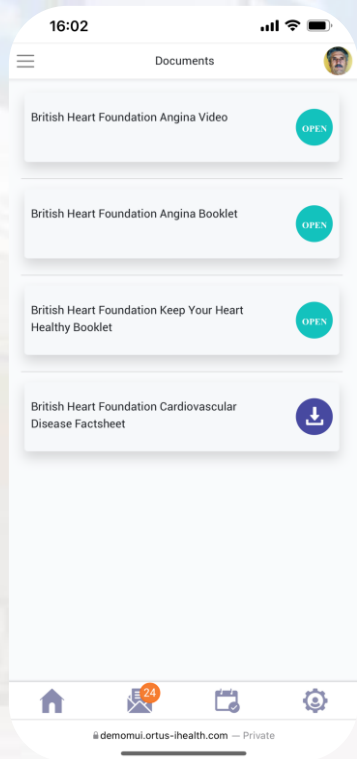 16:02
Documents
British Heart Foundation Angina Video
OPEN
British Heart Foundation Angina Booklet
OPEN
British Heart Foundation Keep Your Heart
Healthy Booklet
OPEN
British Heart Foundation Cardiovascular
Disease Factsheet
24
demomui.ortus-ihealth.com — Private